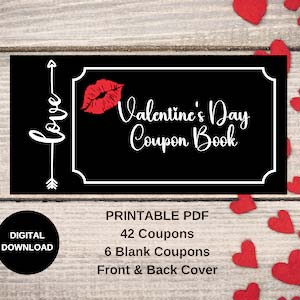 love
Valentine's Day
Coupon Book
DIGITAL
DOWNLOAD
PRINTABLE PDF
42 Coupons
6 Blank Coupons
Front & Back Cover